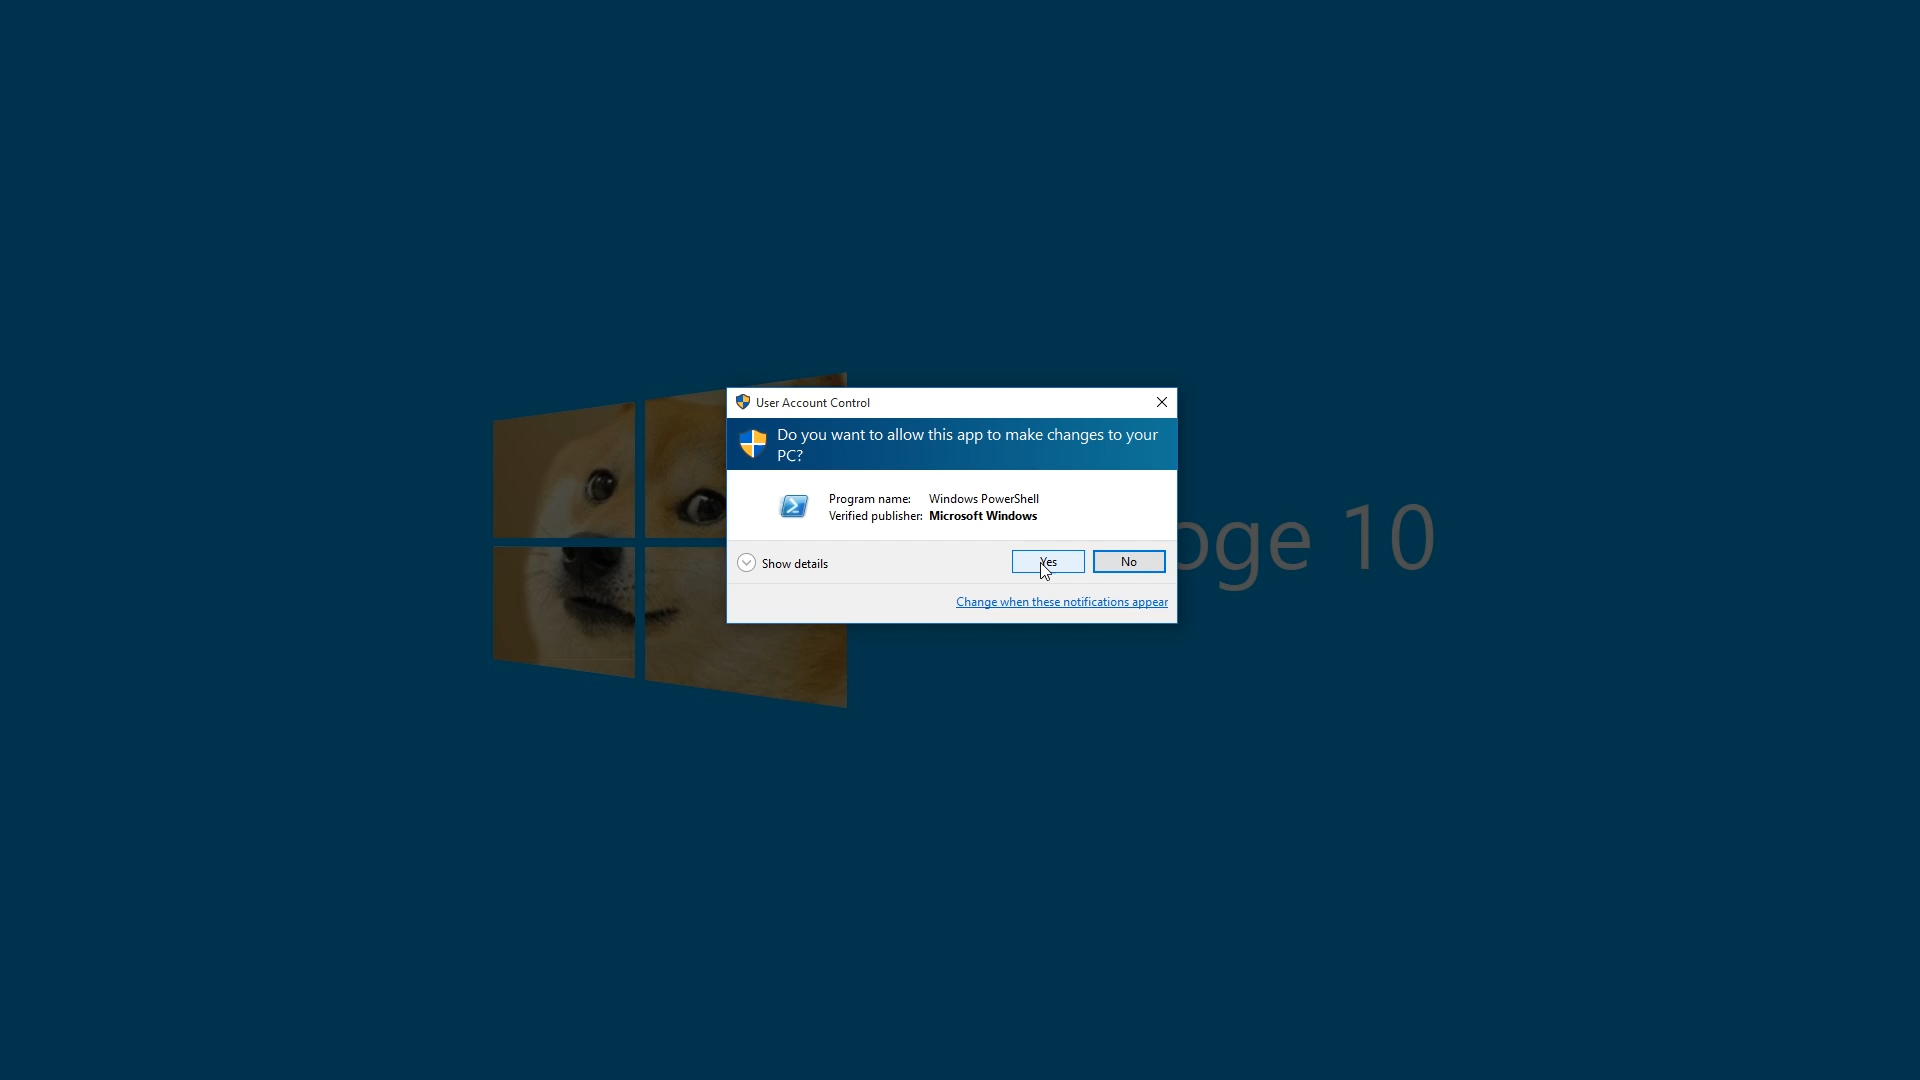 User Account Control
Do you want to allow this app to make changes to your
PC?
Program name: Windows PowerShell
Verified publisher: Microsoft Windows
Show details
Yes
No
Change when these notifications appear
oge 10